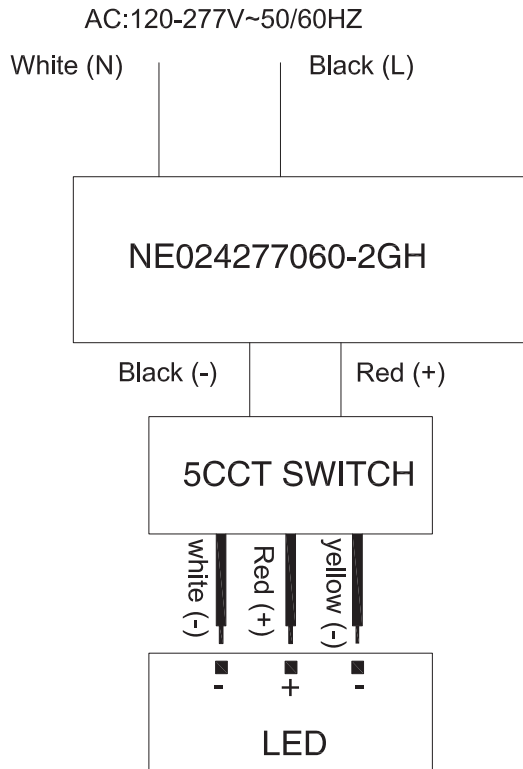 AC:120-277V~50/60HZ
White (N)
Black (L)
NE024277060-2GH
Black (-)
Red (+)
5CCT SWITCH
white (-)
Red (+)
yellow (-)
- + -
LED